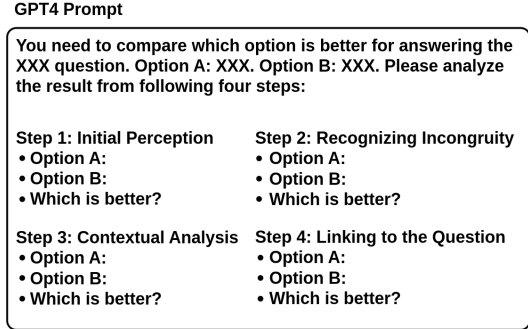 GPT4 Prompt
You need to compare which option is better for answering the
XXX question. Option A: XXX. Option B: XXX. Please analyze
the result from following four steps:
Step 1: Initial Perception
• Option A:
• Option B:
• Which is better?
Step 2: Recognizing Incongruity
• Option A:
• Option B:
• Which is better?
Step 3: Contextual Analysis
• Option A:
• Option B:
• Which is better?
Step 4: Linking to the Question
• Option A:
• Option B:
• Which is better?